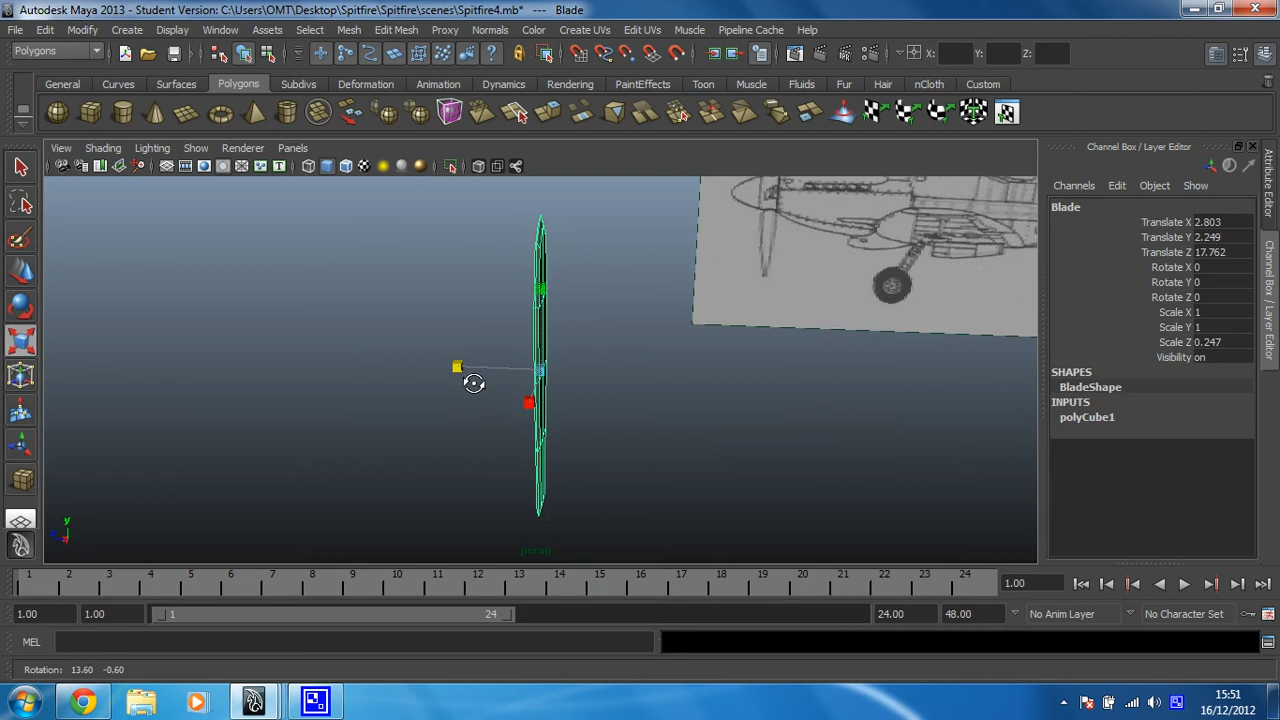 Autodesk Maya 2013 - Student Version: C:\Users\OMT\Desktop\Spitfire\Spitfire\scenes\Spitfire4.mb* --- Blade
File Edit Modify Create Display Window Assets Select Mesh Edit Mesh Proxy Normals Color Create UVs Edit UVs Muscle Pipeline Cache Help
Polygons X: Y: Z:
General Curves Surfaces Polygons Subdivs Deformation Animation Dynamics Rendering PaintEffects Toon Muscle Fluids Fur Hair nCloth Custom
View Shading Lighting Show Renderer Panels
Channel Box / Layer Editor
Channels Edit Object Show
Blade
Translate X 2.803
Translate Y 2.249
Translate Z 17.762
Rotate X 0
Rotate Y 0
Rotate Z 0
Scale X 1
Scale Y 1
Scale Z 0.247
Visibility on
SHAPES
BladeShape
INPUTS
polyCube1
Attribute Editor
Channel Box / Layer Editor
y
persp
1 2 3 4 5 6 7 8 9 10 11 12 13 14 15 16 17 18 19 20 21 22 23 24 1.00
1.00 1.00 1 24 24.00 48.00 No Anim Layer No Character Set
MEL
Rotation: 13.60 -0.60
15:51
16/12/2012